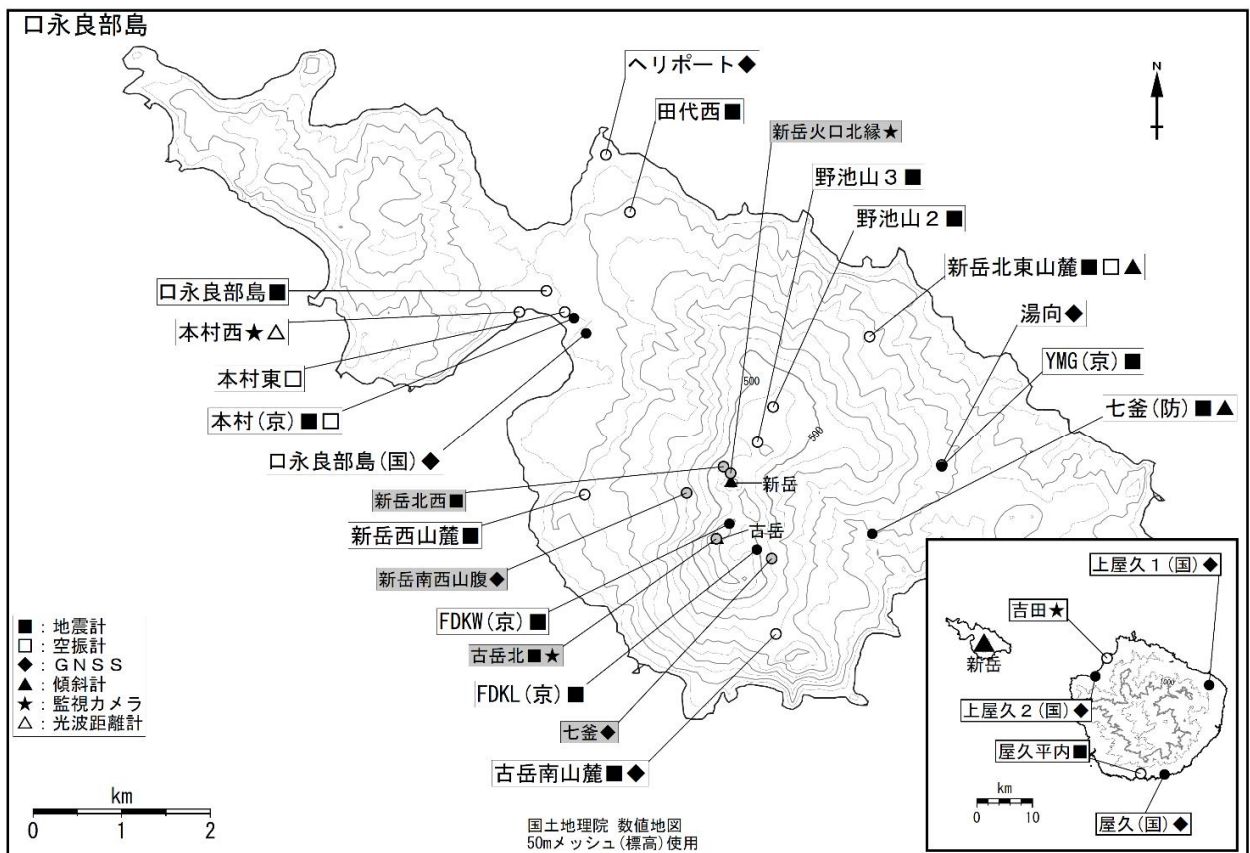 口永良部島
N
ヘリポート◆
田代西■
新岳火口北縁★
野池山3■
野池山2■
新岳北東山麓■□▲
湯向◆
YMG(京)■
七釜(防)■▲
口永良部島■
本村西★△
本村東□
本村(京)■□
口永良部島(国)◆
新岳北西■
新岳西山麓■
新岳南西山腹◆
FDKW(京)■
古岳北■★
FDKL(京)■
七釜◆
古岳南山麓■◆
500
500
新岳
古岳
■:地震計
□:空振計
◆:GNSS
▲:傾斜計
★:監視カメラ
△:光波距離計
km
0 1 2
国土地理院 数値地図
50mメッシュ(標高)使用
上屋久1(国)◆
吉田★
新岳
1000
上屋久2(国)◆
屋久平内■
km
0 10
屋久(国)◆